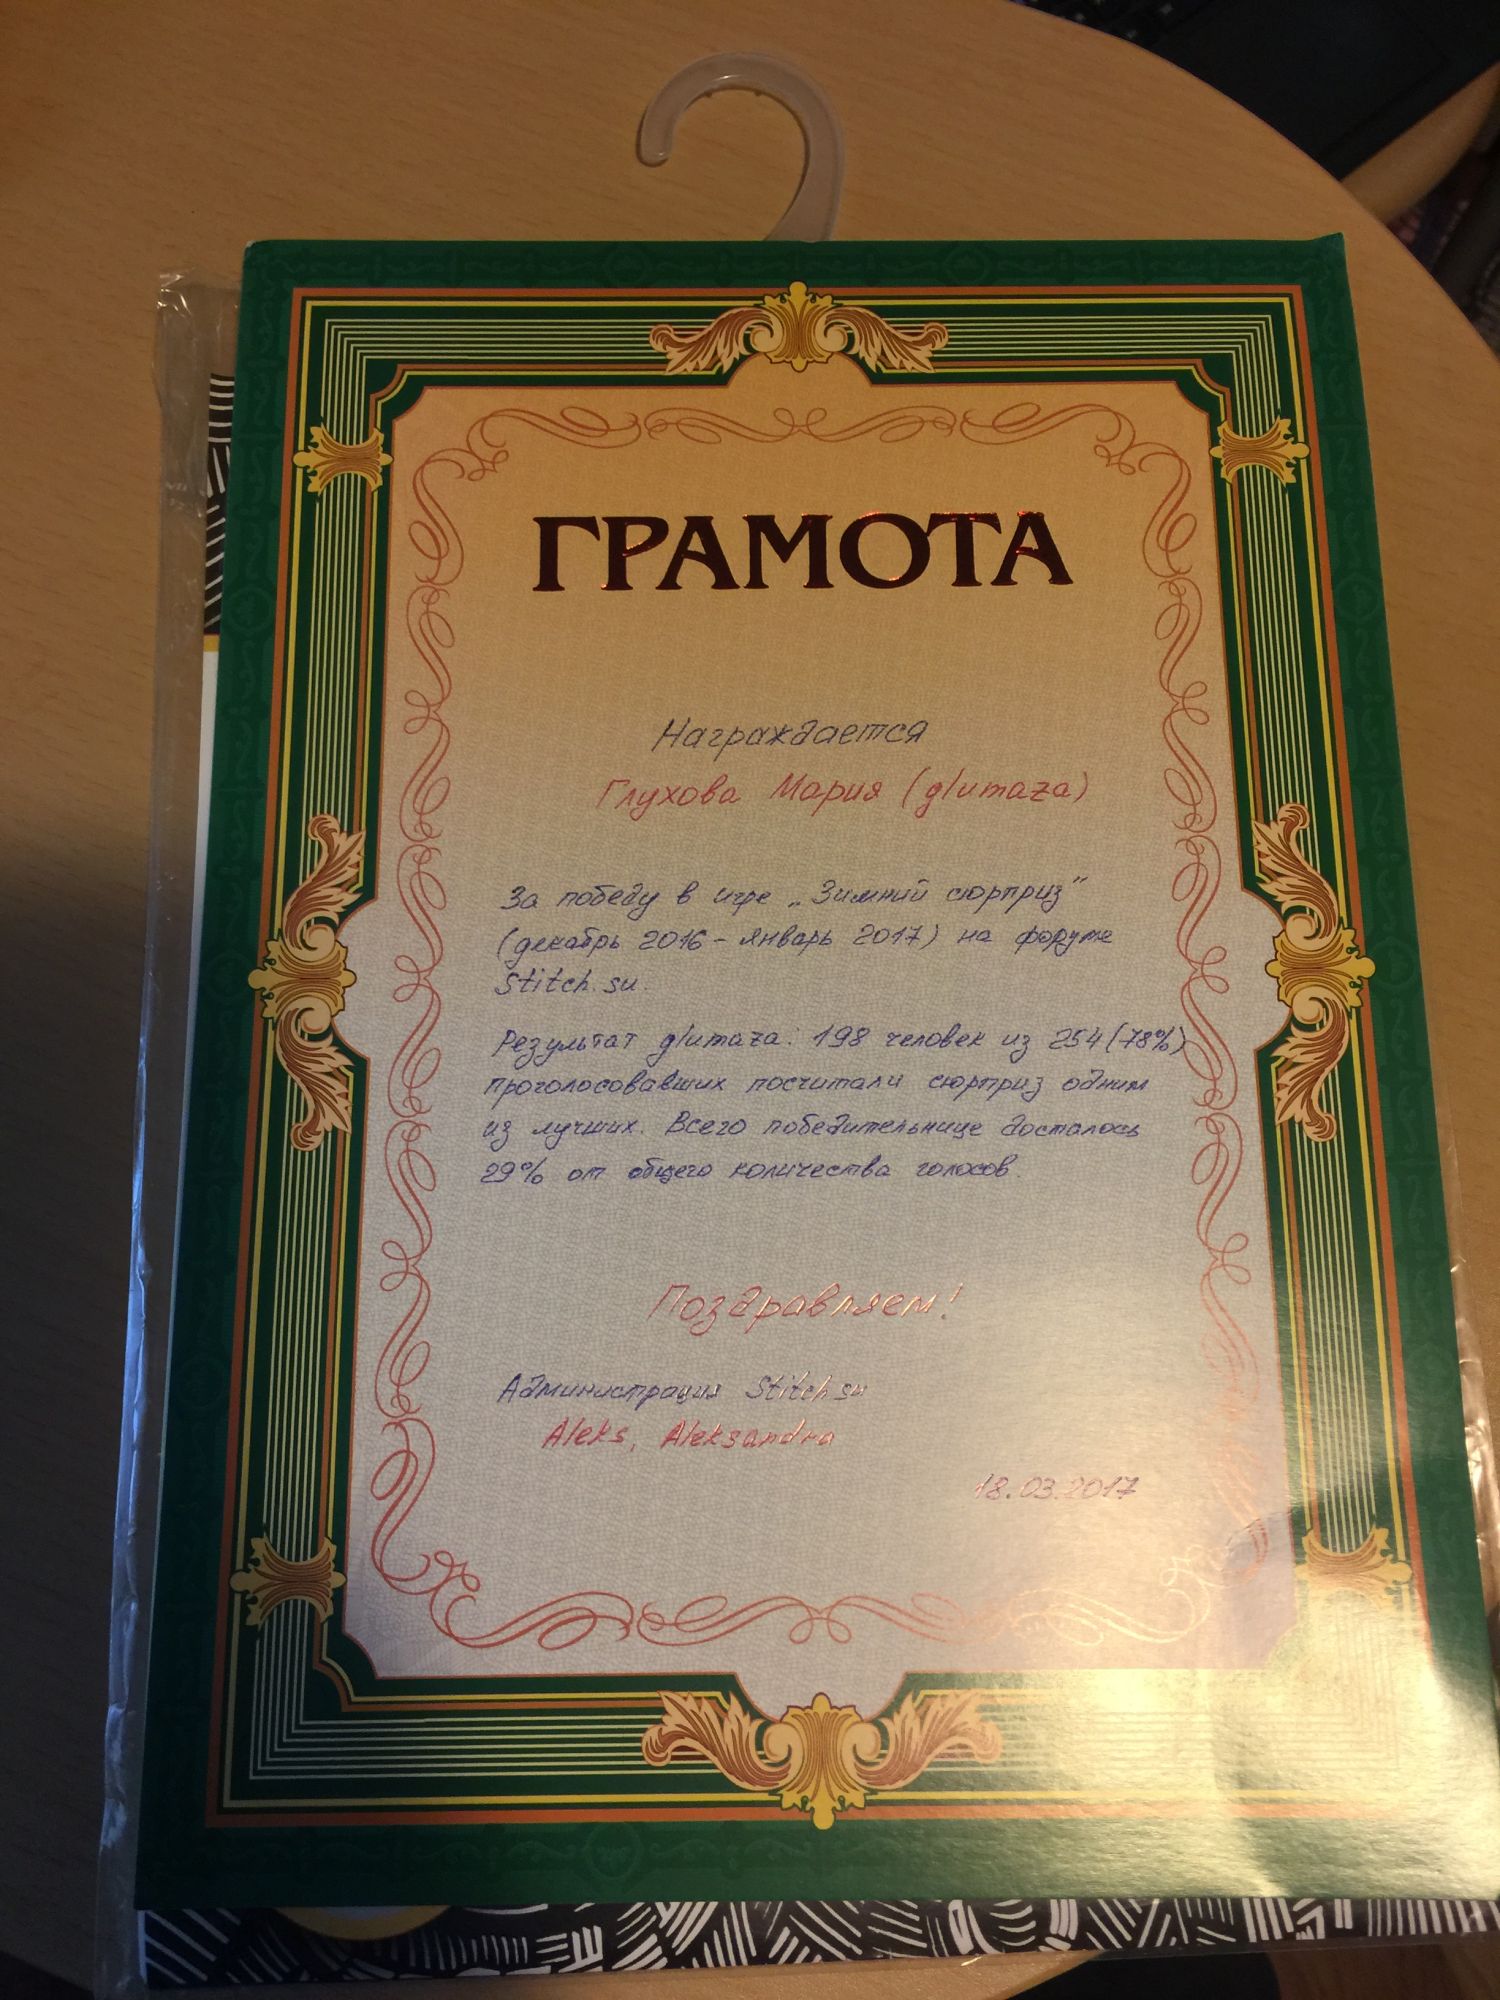 ГРАМОТА
Награждается
Глухова Мария (glumaza)
За победу в игре „Зимний сюрприз”
(декабрь 2016 - январь 2017) на форуме
Stitch.su.
Результат glumaza: 198 человек из 254 (78%)
проголосовавших посчитали сюрприз одним
из лучших. Всего победительнице досталось
29% от общего количества голосов.
Поздравляем!
Администрация Stitch.su
Aleks, Aleksandra
18.03.2017